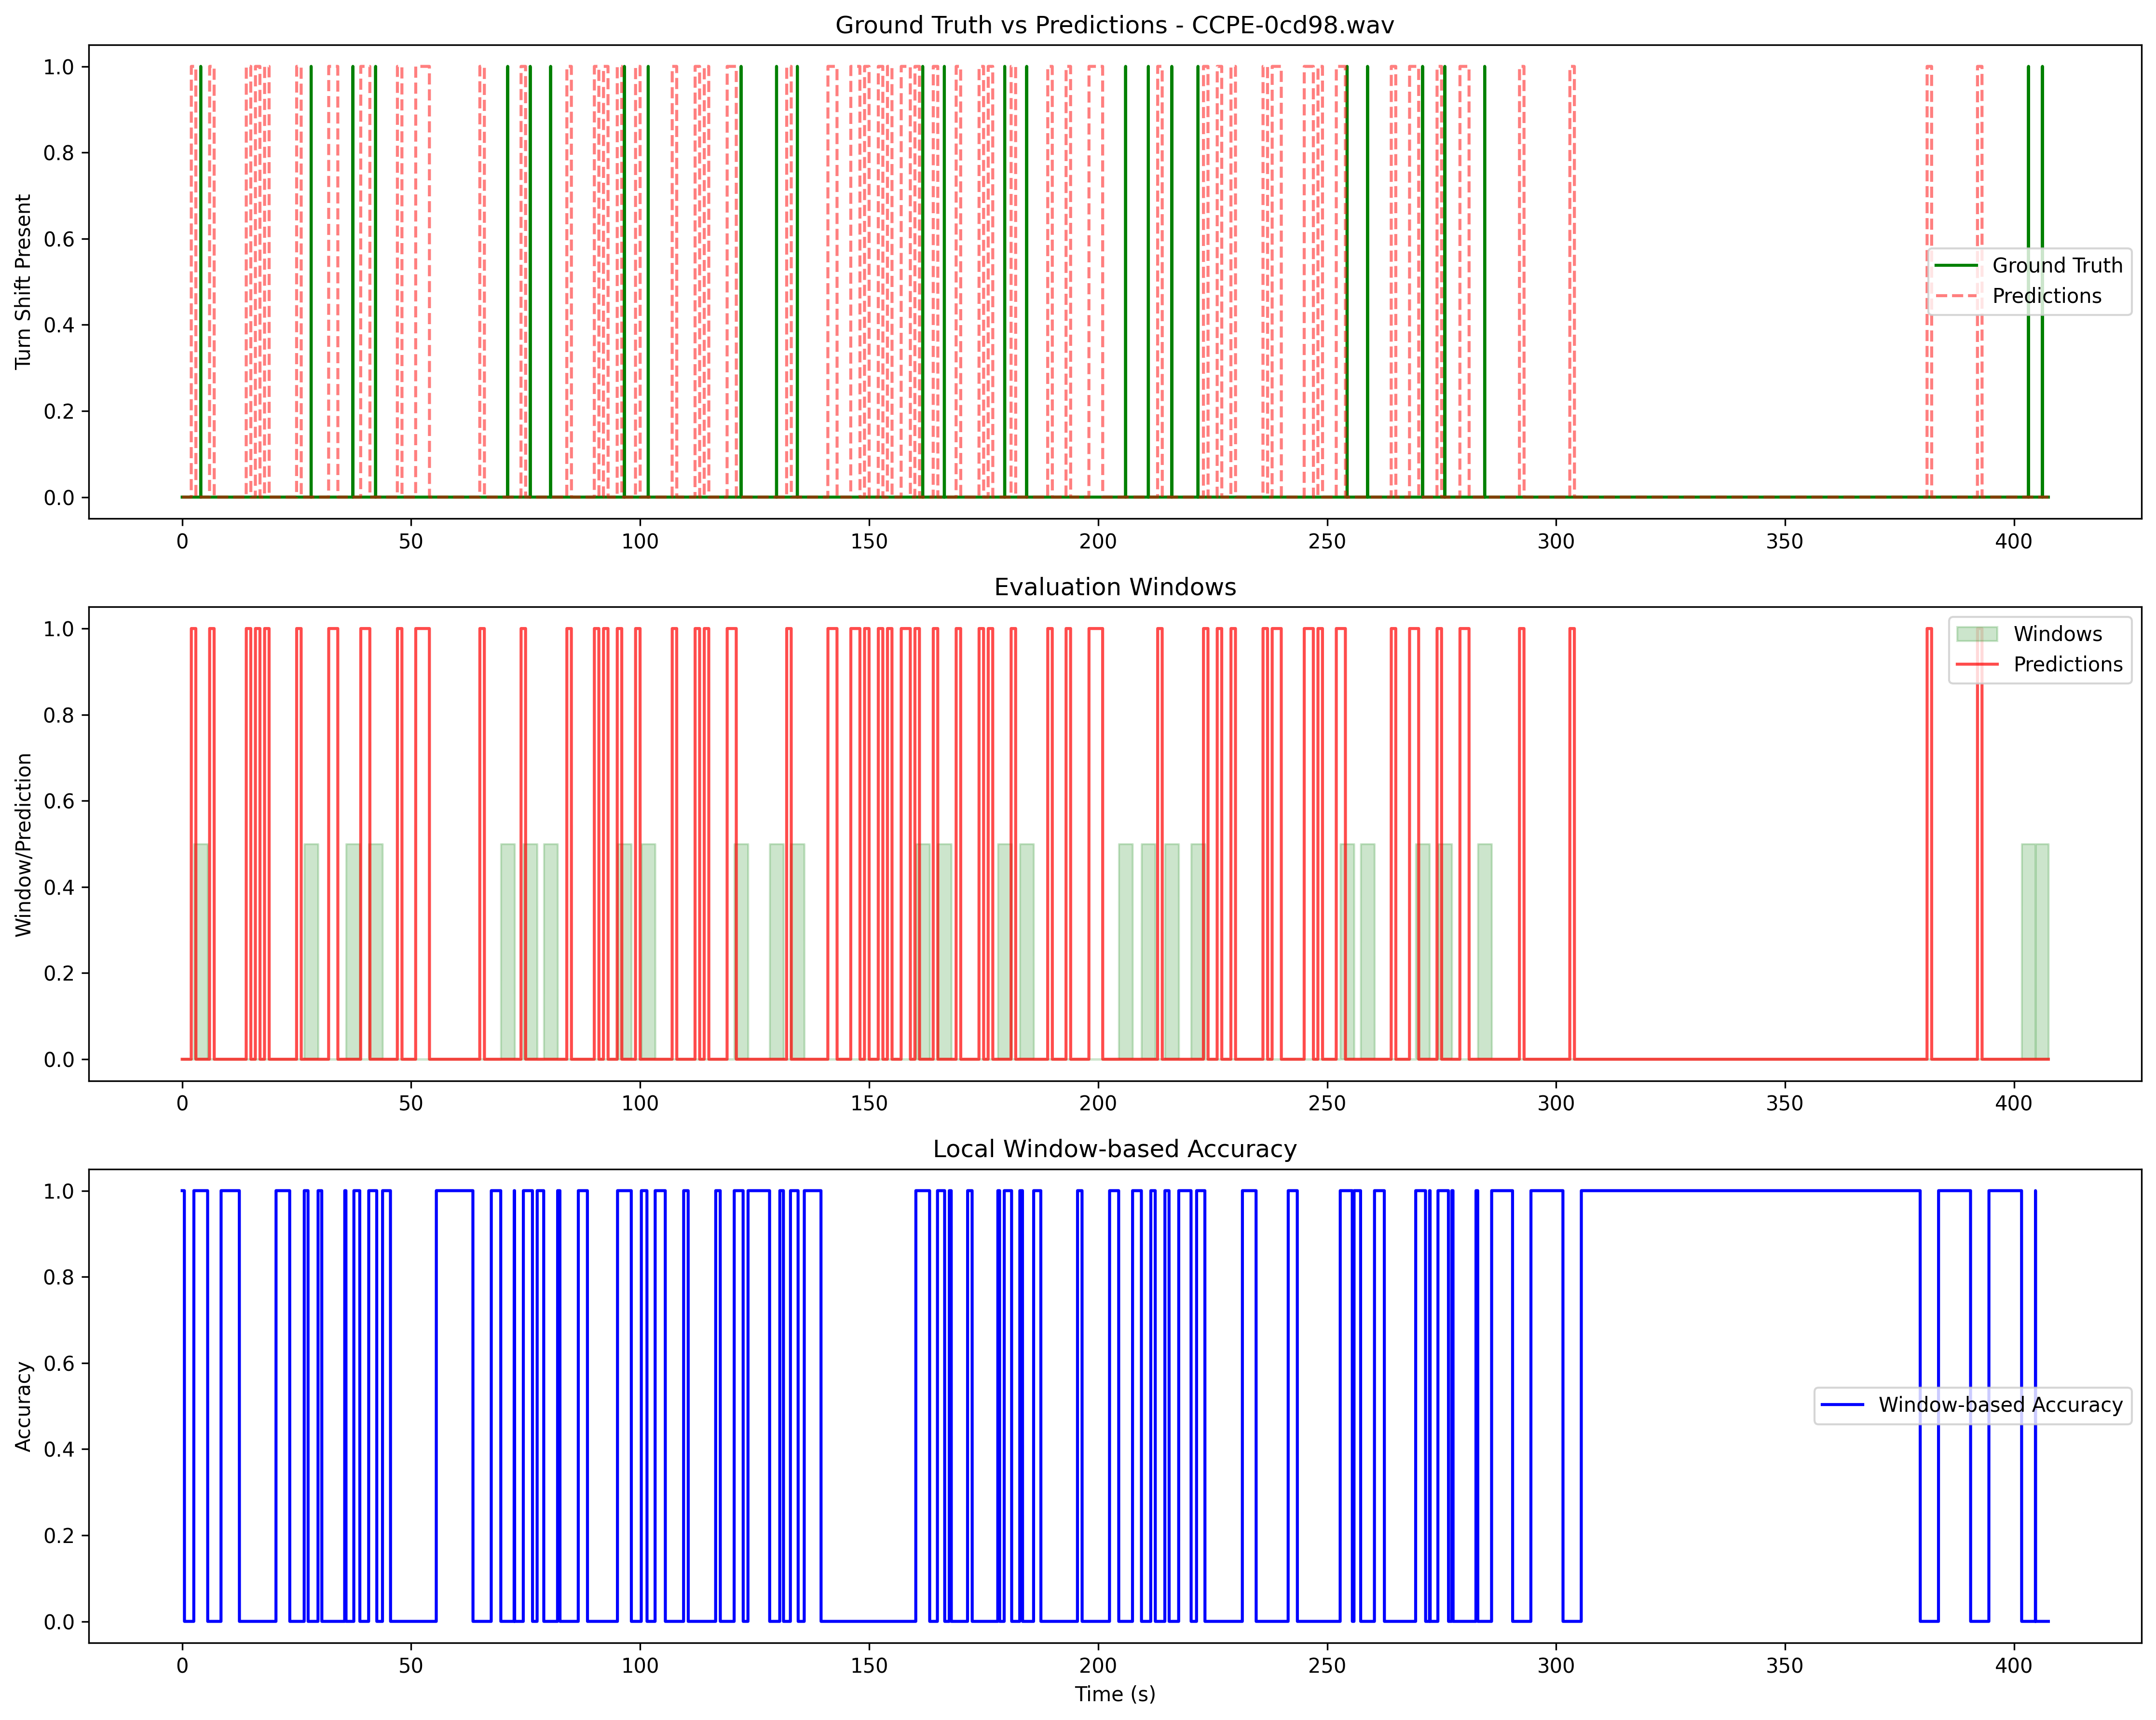 Ground Truth vs Predictions - CCPE-0cd98.wav
1.0
0.8
0.6
0.4
0.2
0.0
Turn Shift Present
Ground Truth
Predictions
0 50 100 150 200 250 300 350 400
Evaluation Windows
1.0
0.8
0.6
0.4
0.2
0.0
Window/Prediction
Windows
Predictions
0 50 100 150 200 250 300 350 400
Local Window-based Accuracy
1.0
0.8
0.6
0.4
0.2
0.0
Accuracy
Window-based Accuracy
0 50 100 150 200 250 300 350 400
Time (s)